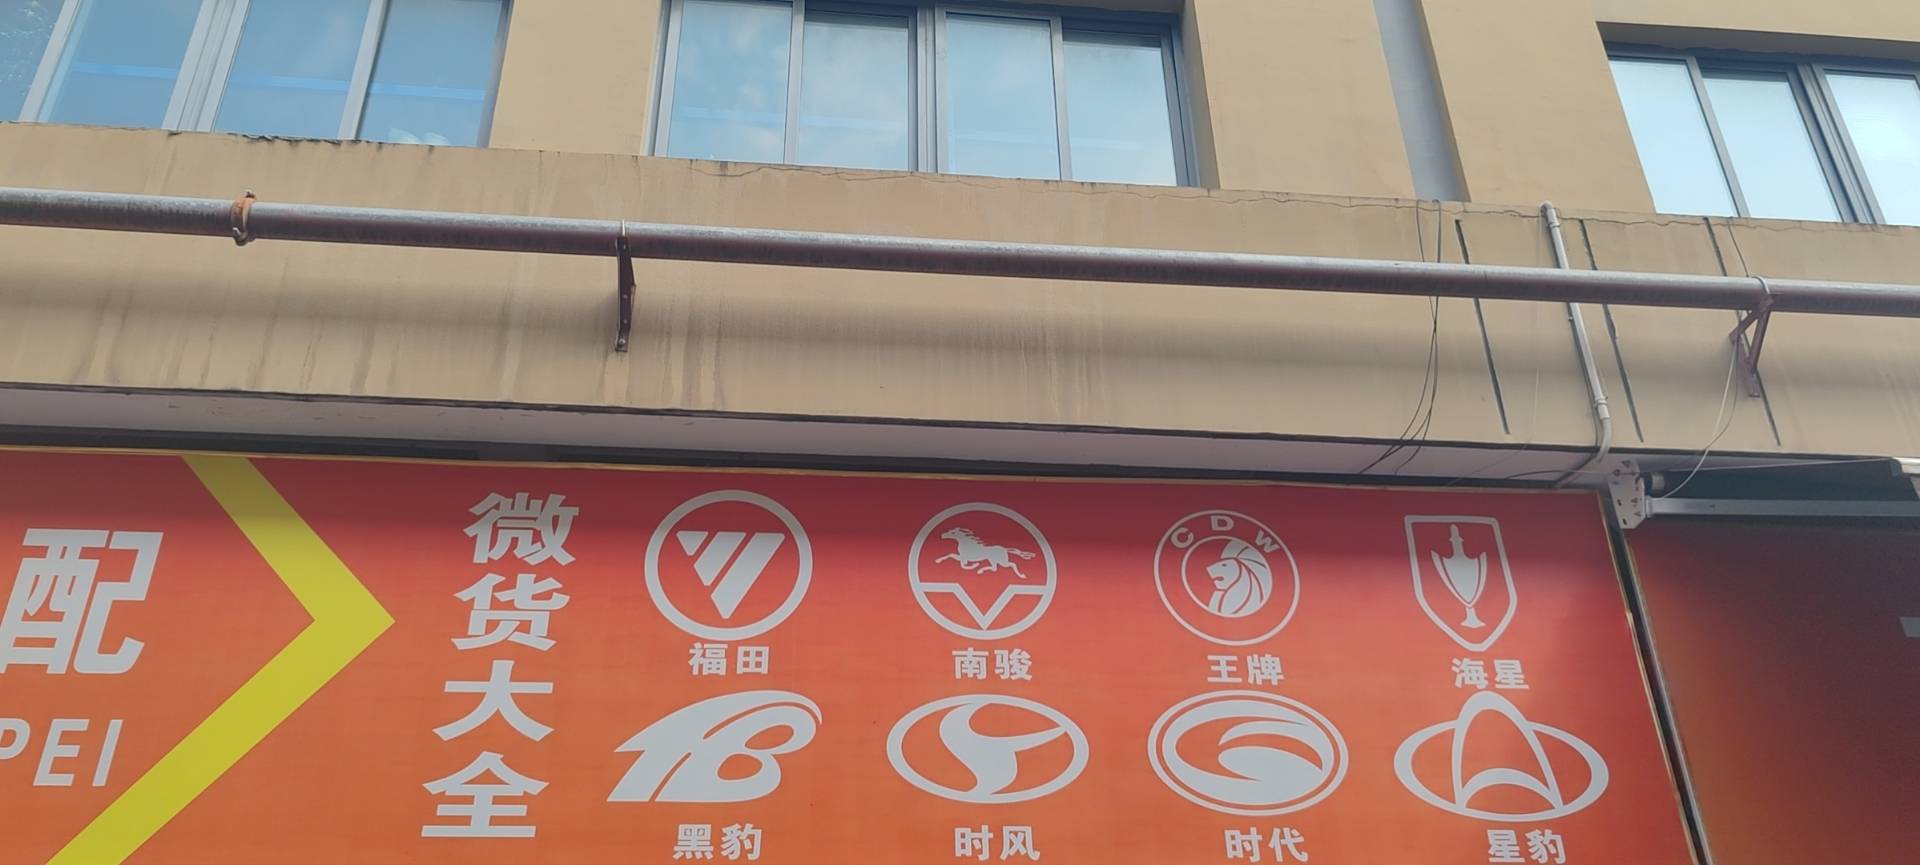 配
PEI
微货大全
福田
南骏
CDW
王牌
海星
黑豹
时风
时代
星豹